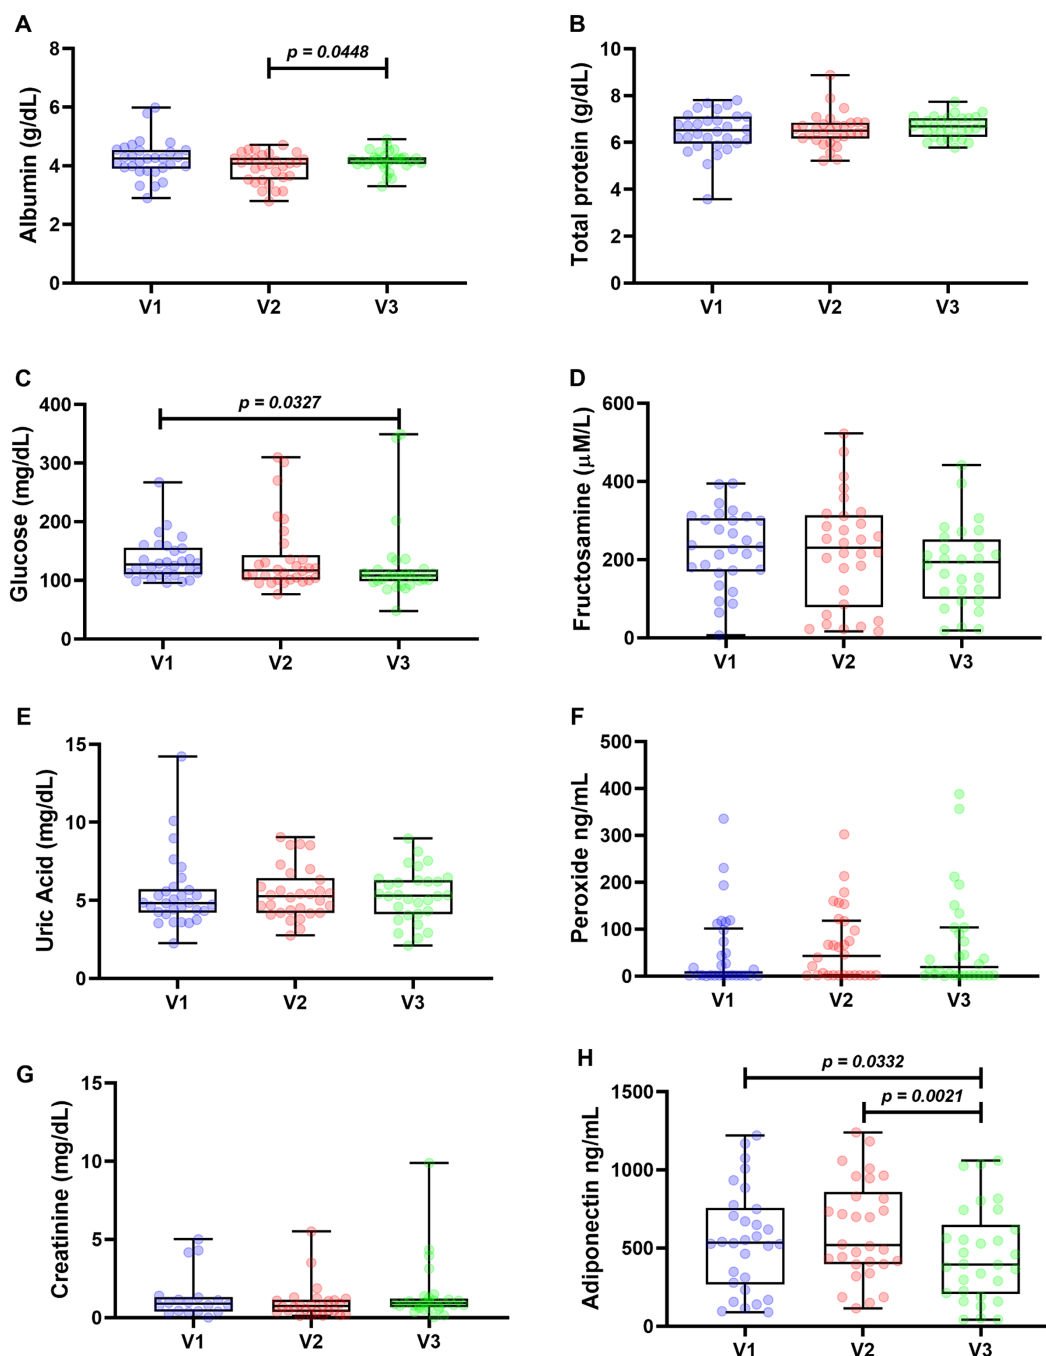 A
p = 0.0448
Albumin (g/dL)
8
6
4
2
0
V1 V2 V3
B
Total protein (g/dL)
10
8
6
4
2
0
V1 V2 V3
C
p = 0.0327
Glucose (mg/dL)
400
300
200
100
0
V1 V2 V3
D
Fructosamine (μM/L)
600
400
200
0
V1 V2 V3
E
Uric Acid (mg/dL)
15
10
5
0
V1 V2 V3
F
Peroxide ng/mL
500
400
300
200
100
0
V1 V2 V3
G
Creatinine (mg/dL)
15
10
5
0
V1 V2 V3
H
p = 0.0332
p = 0.0021
Adiponectin ng/mL
1500
1000
500
0
V1 V2 V3